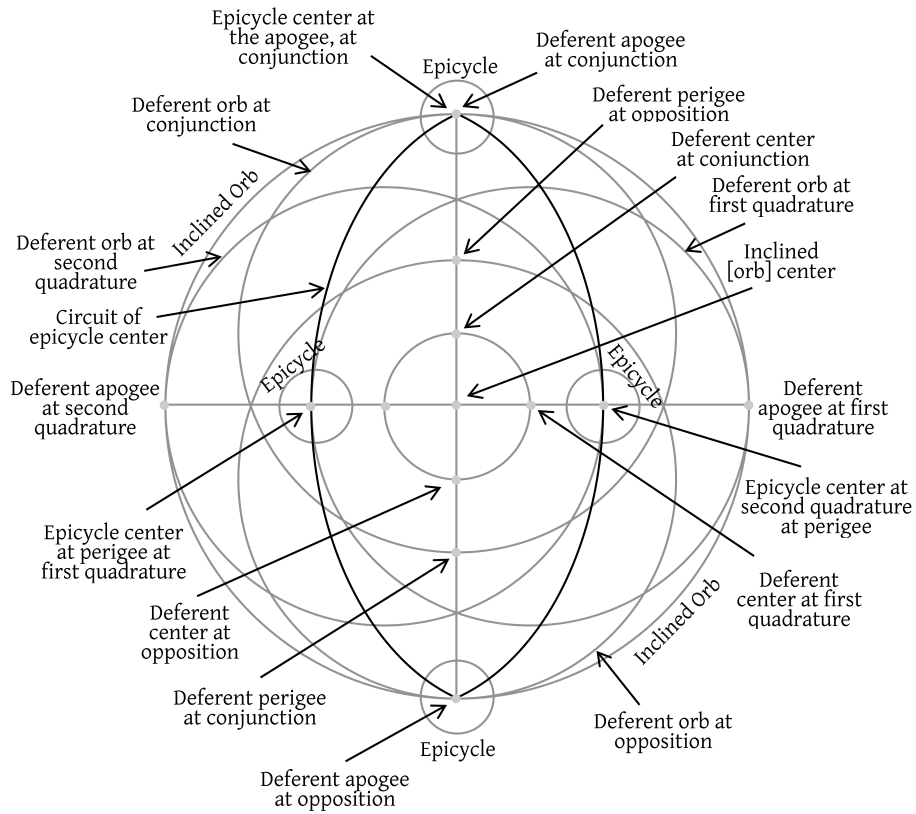 Epicycle center at
the apogee, at
conjunction
Epicycle
Deferent apogee
at conjunction
Deferent perigee
at opposition
Deferent orb at
conjunction
Deferent center
at conjunction
Inclined Orb
Deferent orb at
first quadrature
Deferent orb at
second
quadrature
Inclined
[orb] center
Circuit of
epicycle center
Epicycle
Epicycle
Deferent apogee
at second
quadrature
Deferent
apogee at first
quadrature
Epicycle center at
second quadrature
at perigee
Epicycle center
at perigee at
first quadrature
Deferent
center at first
quadrature
Deferent
center at
opposition
Inclined Orb
Deferent perigee
at conjunction
Deferent orb at
opposition
Epicycle
Deferent apogee
at opposition